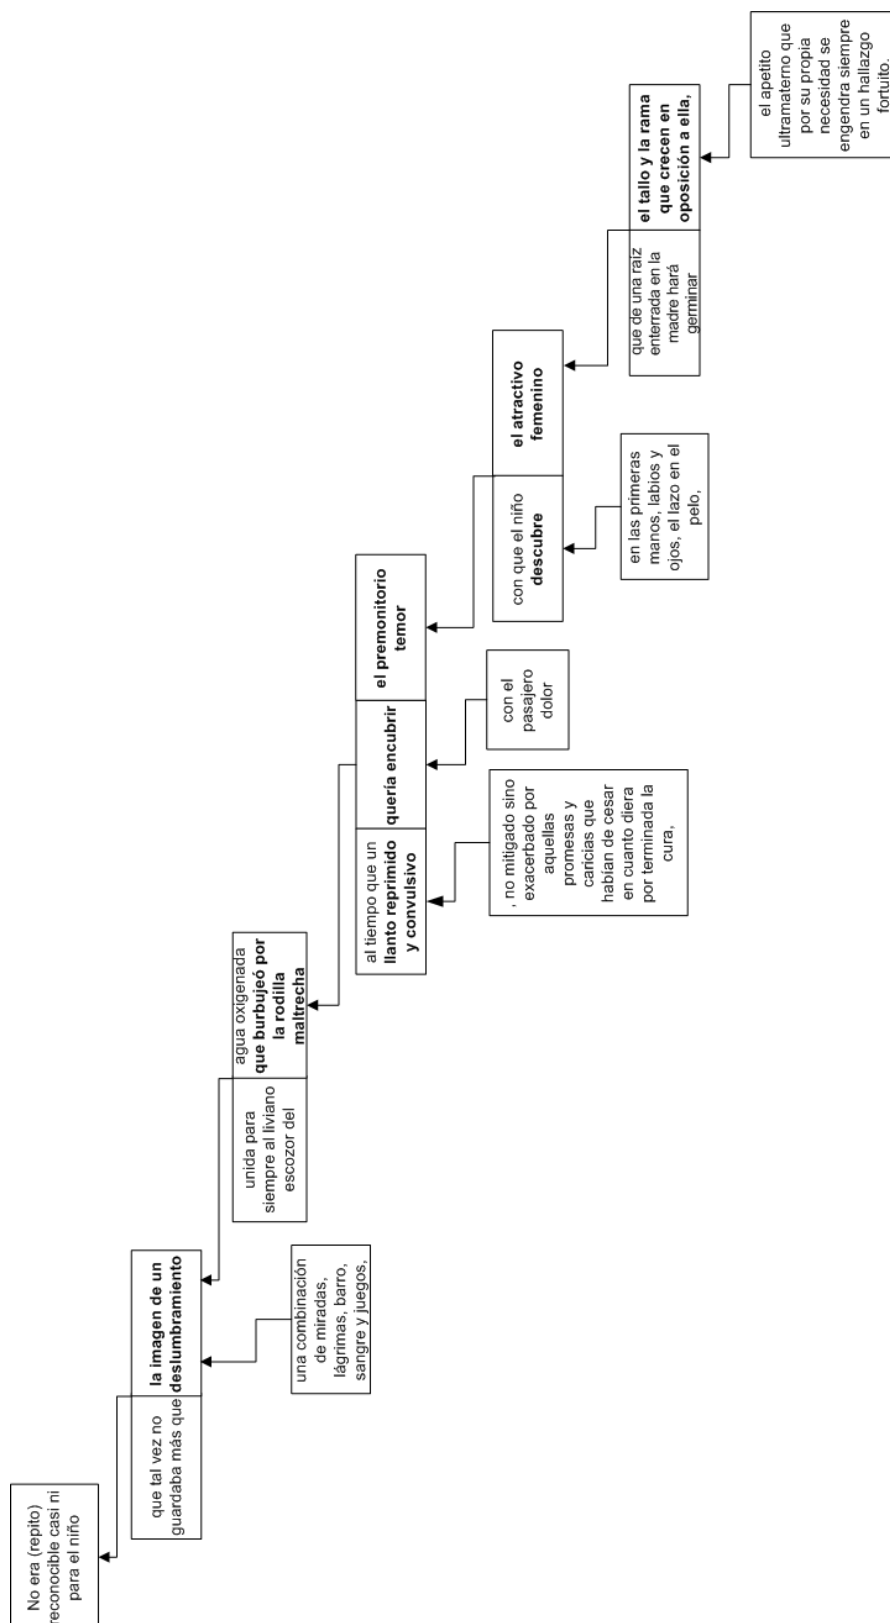 No era (repito)
reconocible casi ni
para el niño
que tal vez no
guardaba más que
la imagen de un
deslumbramiento
una combinación
de miradas,
lágrimas, barro,
sangre y juegos,
unida para
siempre al liviano
escozor del
agua oxigenada
que burbujeó por
la rodilla
maltrecha
al tiempo que un
llanto reprimido
y convulsivo
, no mitigado sino
exacerbado por
aquellas
promesas y
caricias que
habían de cesar
en cuanto diera
por terminada la
cura,
quería encubrir
con el
pasajero
dolor
el premonitorio
temor
con que el niño
descubre
en las primeras
manos, labios y
ojos, el lazo en el
pelo,
el atractivo
femenino
que de una raiz
enterrada en la
madre hará
germinar
el tallo y la rama
que crecen en
oposición a ella,
el apetito
ultramaterno que
por su propia
necesidad se
engendra siempre
en un hallazgo
fortuito.